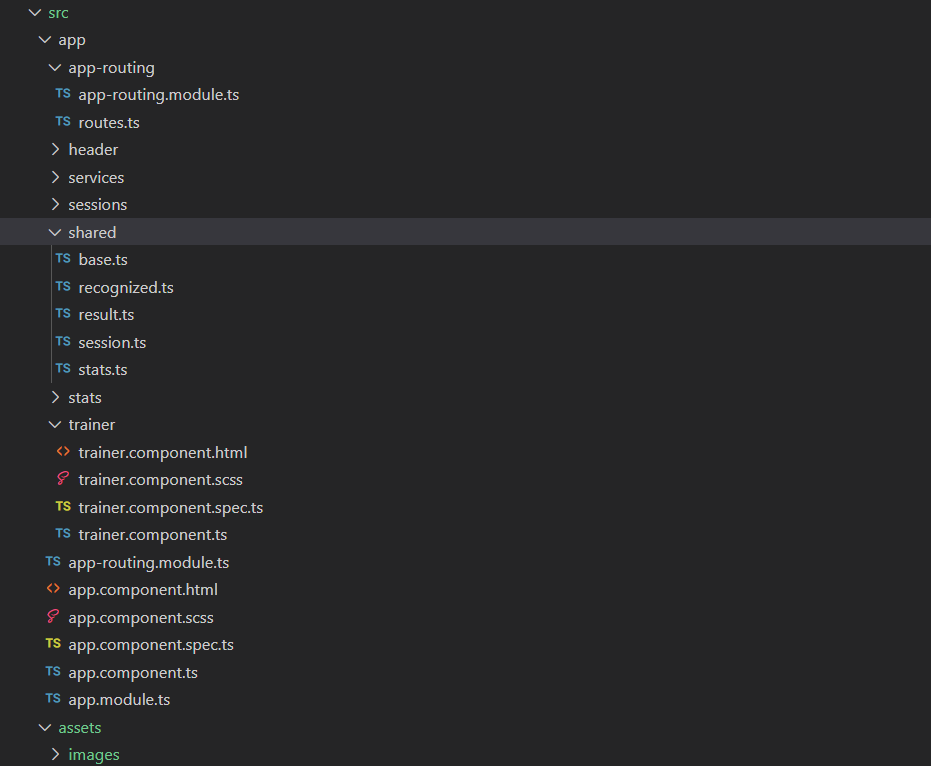 src
app
app-routing
TS app-routing.module.ts
TS routes.ts
header
services
sessions
shared
TS base.ts
TS recognized.ts
TS result.ts
TS session.ts
TS stats.ts
stats
trainer
<> trainer.component.html
trainer.component.scss
TS trainer.component.spec.ts
TS trainer.component.ts
TS app-routing.module.ts
<> app.component.html
app.component.scss
TS app.component.spec.ts
TS app.component.ts
TS app.module.ts
assets
images